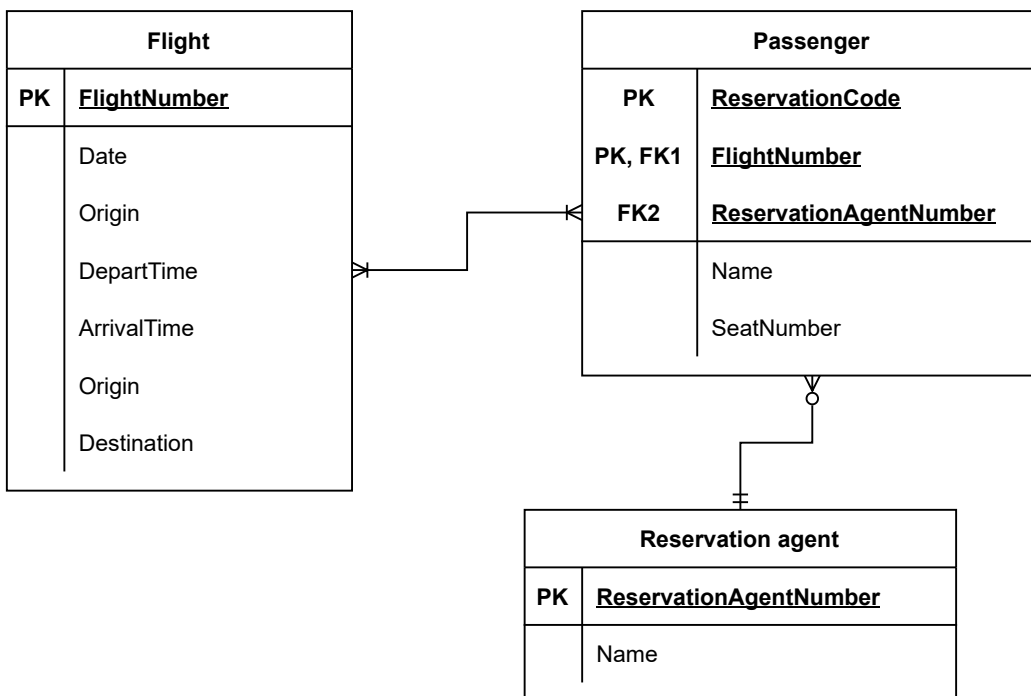 Flight
PK FlightNumber
Date
Origin
DepartTime
ArrivalTime
Origin
Destination
Passenger
PK ReservationCode
PK, FK1 FlightNumber
FK2 ReservationAgentNumber
Name
SeatNumber
Reservation agent
PK ReservationAgentNumber
Name